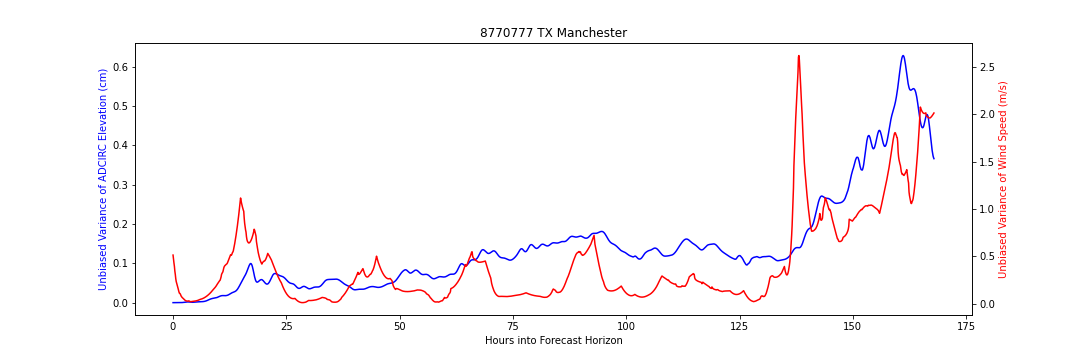 8770777 TX Manchester
Unbiased Variance of ADCIRC Elevation (cm)
0.6
0.5
0.4
0.3
0.2
0.1
0.0
2.5
2.0
1.5
1.0
0.5
0.0
Unbiased Variance of Wind Speed (m/s)
0 25 50 75 100 125 150 175
Hours into Forecast Horizon